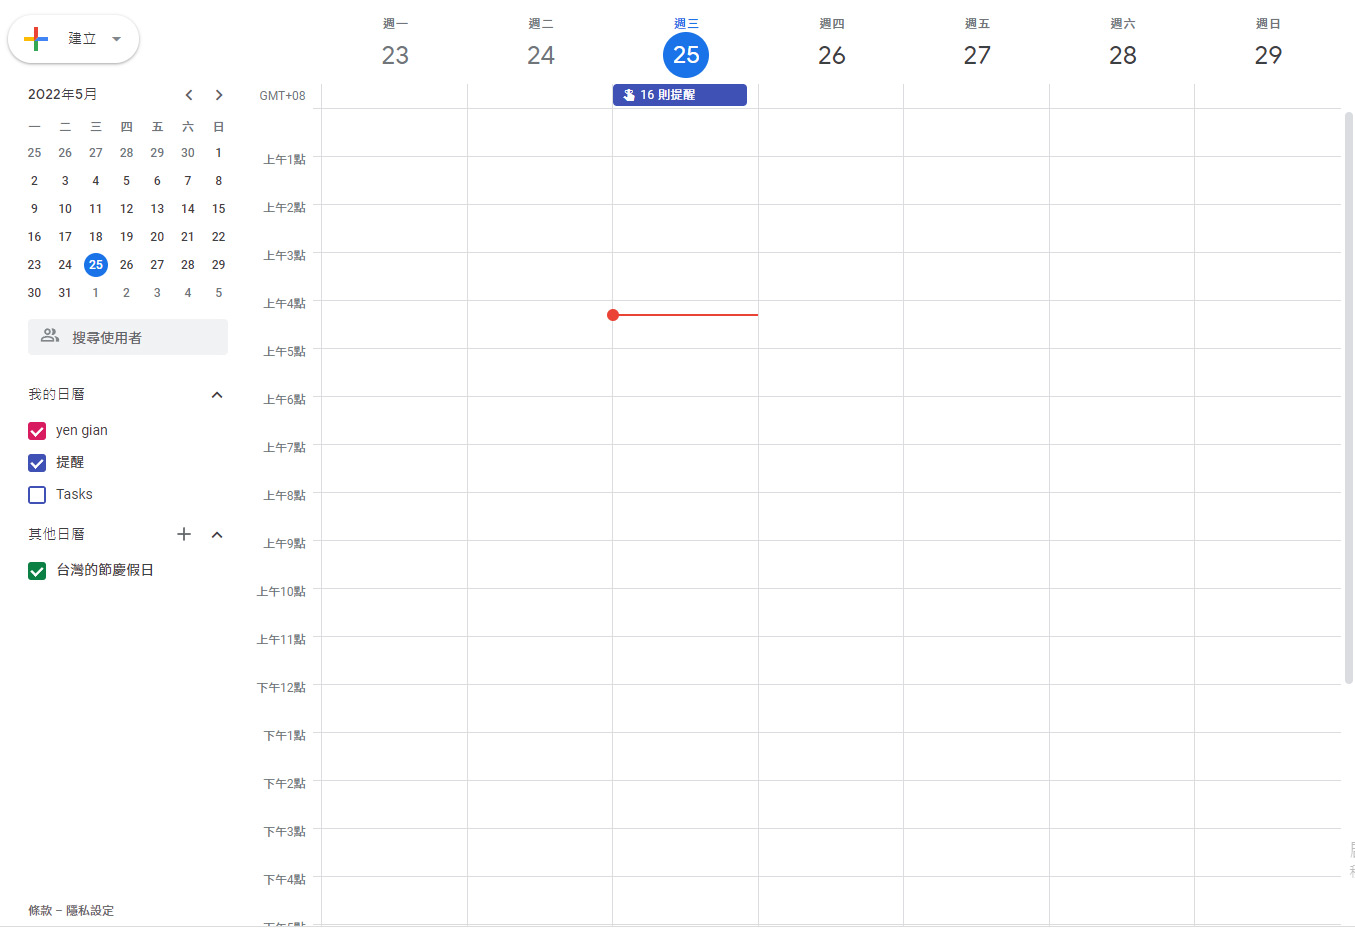 建立
週一 週二 週三 週四 週五 週六 週日
23 24 25 26 27 28 29
2022年5月
一 二 三 四 五 六 日
25 26 27 28 29 30 1
2 3 4 5 6 7 8
9 10 11 12 13 14 15
16 17 18 19 20 21 22
23 24 25 26 27 28 29
30 31 1 2 3 4 5
搜尋使用者
我的日曆
yen gian
提醒
Tasks
其他日曆
台灣的節慶假日
條款 – 隱私設定
GMT+08
16 則提醒
上午1點
上午2點
上午3點
上午4點
上午5點
上午6點
上午7點
上午8點
上午9點
上午10點
上午11點
下午12點
下午1點
下午2點
下午3點
下午4點